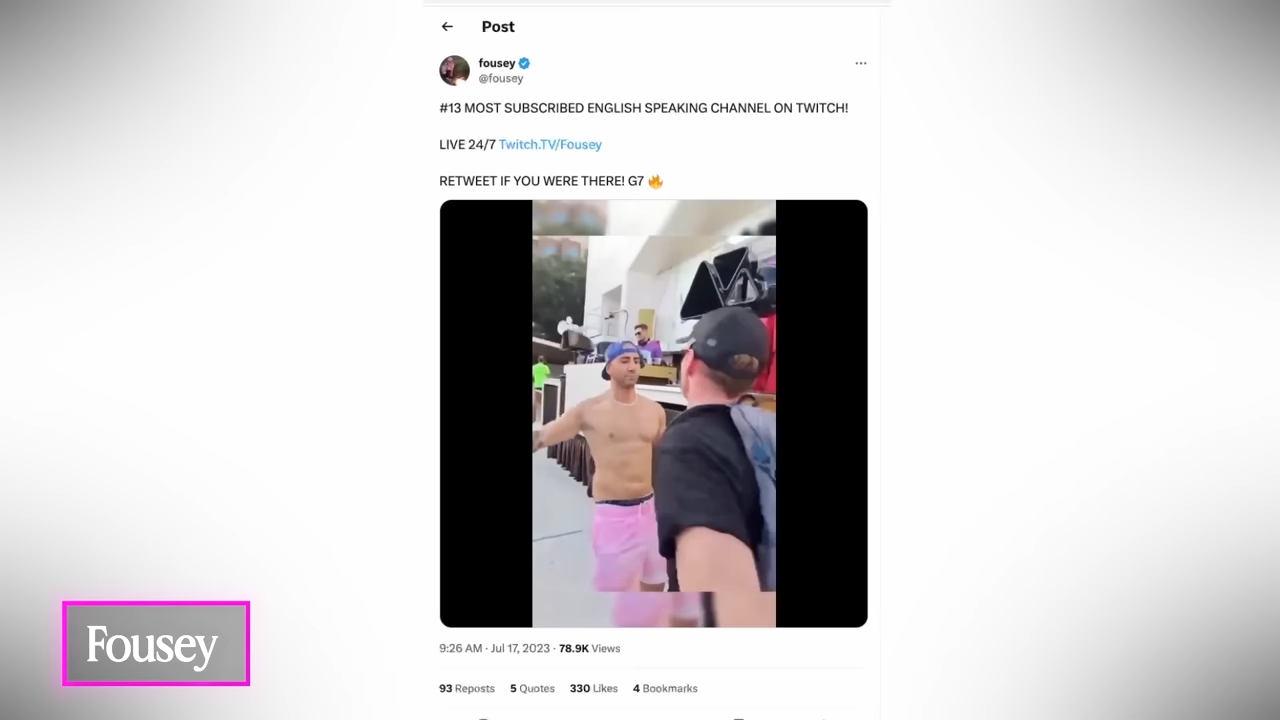 Post
fousey
@fousey
#13 MOST SUBSCRIBED ENGLISH SPEAKING CHANNEL ON TWITCH!
LIVE 24/7 Twitch.TV/Fousey
RETWEET IF YOU WERE THERE! G7 🔥
9:26 AM · Jul 17, 2023 · 78.9K Views
93 Reposts 5 Quotes 330 Likes 4 Bookmarks
Fousey